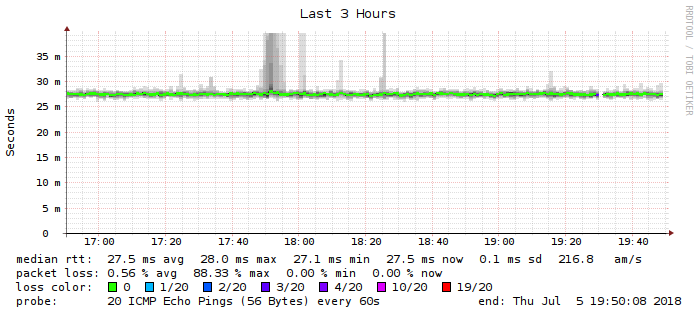 Last 3 Hours
RRDTOOL / TOBI OETIKER
Seconds
35 m
30 m
25 m
20 m
15 m
10 m
5 m
0
17:00 17:20 17:40 18:00 18:20 18:40 19:00 19:20 19:40
median rtt: 27.5 ms avg 28.0 ms max 27.1 ms min 27.5 ms now 0.1 ms sd 216.8 am/s
packet loss: 0.56 % avg 88.33 % max 0.00 % min 0.00 % now
loss color: 0 1/20 2/20 3/20 4/20 10/20 19/20
probe: 20 ICMP Echo Pings (56 Bytes) every 60s end: Thu Jul 5 19:50:08 2018